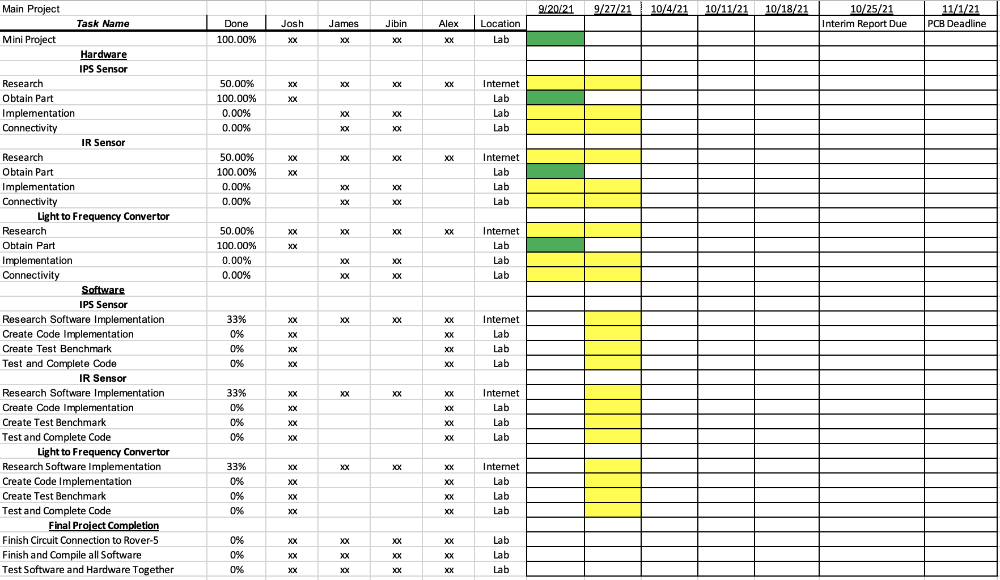 Main Project 9/20/21 9/27/21 10/4/21 10/11/21 10/18/21 10/25/21 11/1/21
Task Name Done Josh James Jibin Alex Location Interim Report Due PCB Deadline
Mini Project 100.00% xx xx xx xx Lab
Hardware
IPS Sensor
Research 50.00% xx xx xx xx Internet
Obtain Part 100.00% xx Lab
Implementation 0.00% xx xx Lab
Connectivity 0.00% xx xx Lab
IR Sensor
Research 50.00% xx xx xx xx Internet
Obtain Part 100.00% xx Lab
Implementation 0.00% xx xx Lab
Connectivity 0.00% xx xx Lab
Light to Frequency Convertor
Research 50.00% xx xx xx xx Internet
Obtain Part 100.00% xx Lab
Implementation 0.00% xx xx Lab
Connectivity 0.00% xx xx Lab
Software
IPS Sensor
Research Software Implementation 33% xx xx xx xx Internet
Create Code Implementation 0% xx xx Lab
Create Test Benchmark 0% xx xx Lab
Test and Complete Code 0% xx xx Lab
IR Sensor
Research Software Implementation 33% xx xx xx xx Internet
Create Code Implementation 0% xx xx Lab
Create Test Benchmark 0% xx xx Lab
Test and Complete Code 0% xx xx Lab
Light to Frequency Convertor
Research Software Implementation 33% xx xx xx xx Internet
Create Code Implementation 0% xx xx Lab
Create Test Benchmark 0% xx xx Lab
Test and Complete Code 0% xx xx Lab
Final Project Completion
Finish Circuit Connection to Rover-5 0% xx xx xx xx Lab
Finish and Compile all Software 0% xx xx xx xx Lab
Test Software and Hardware Together 0% xx xx xx xx Lab